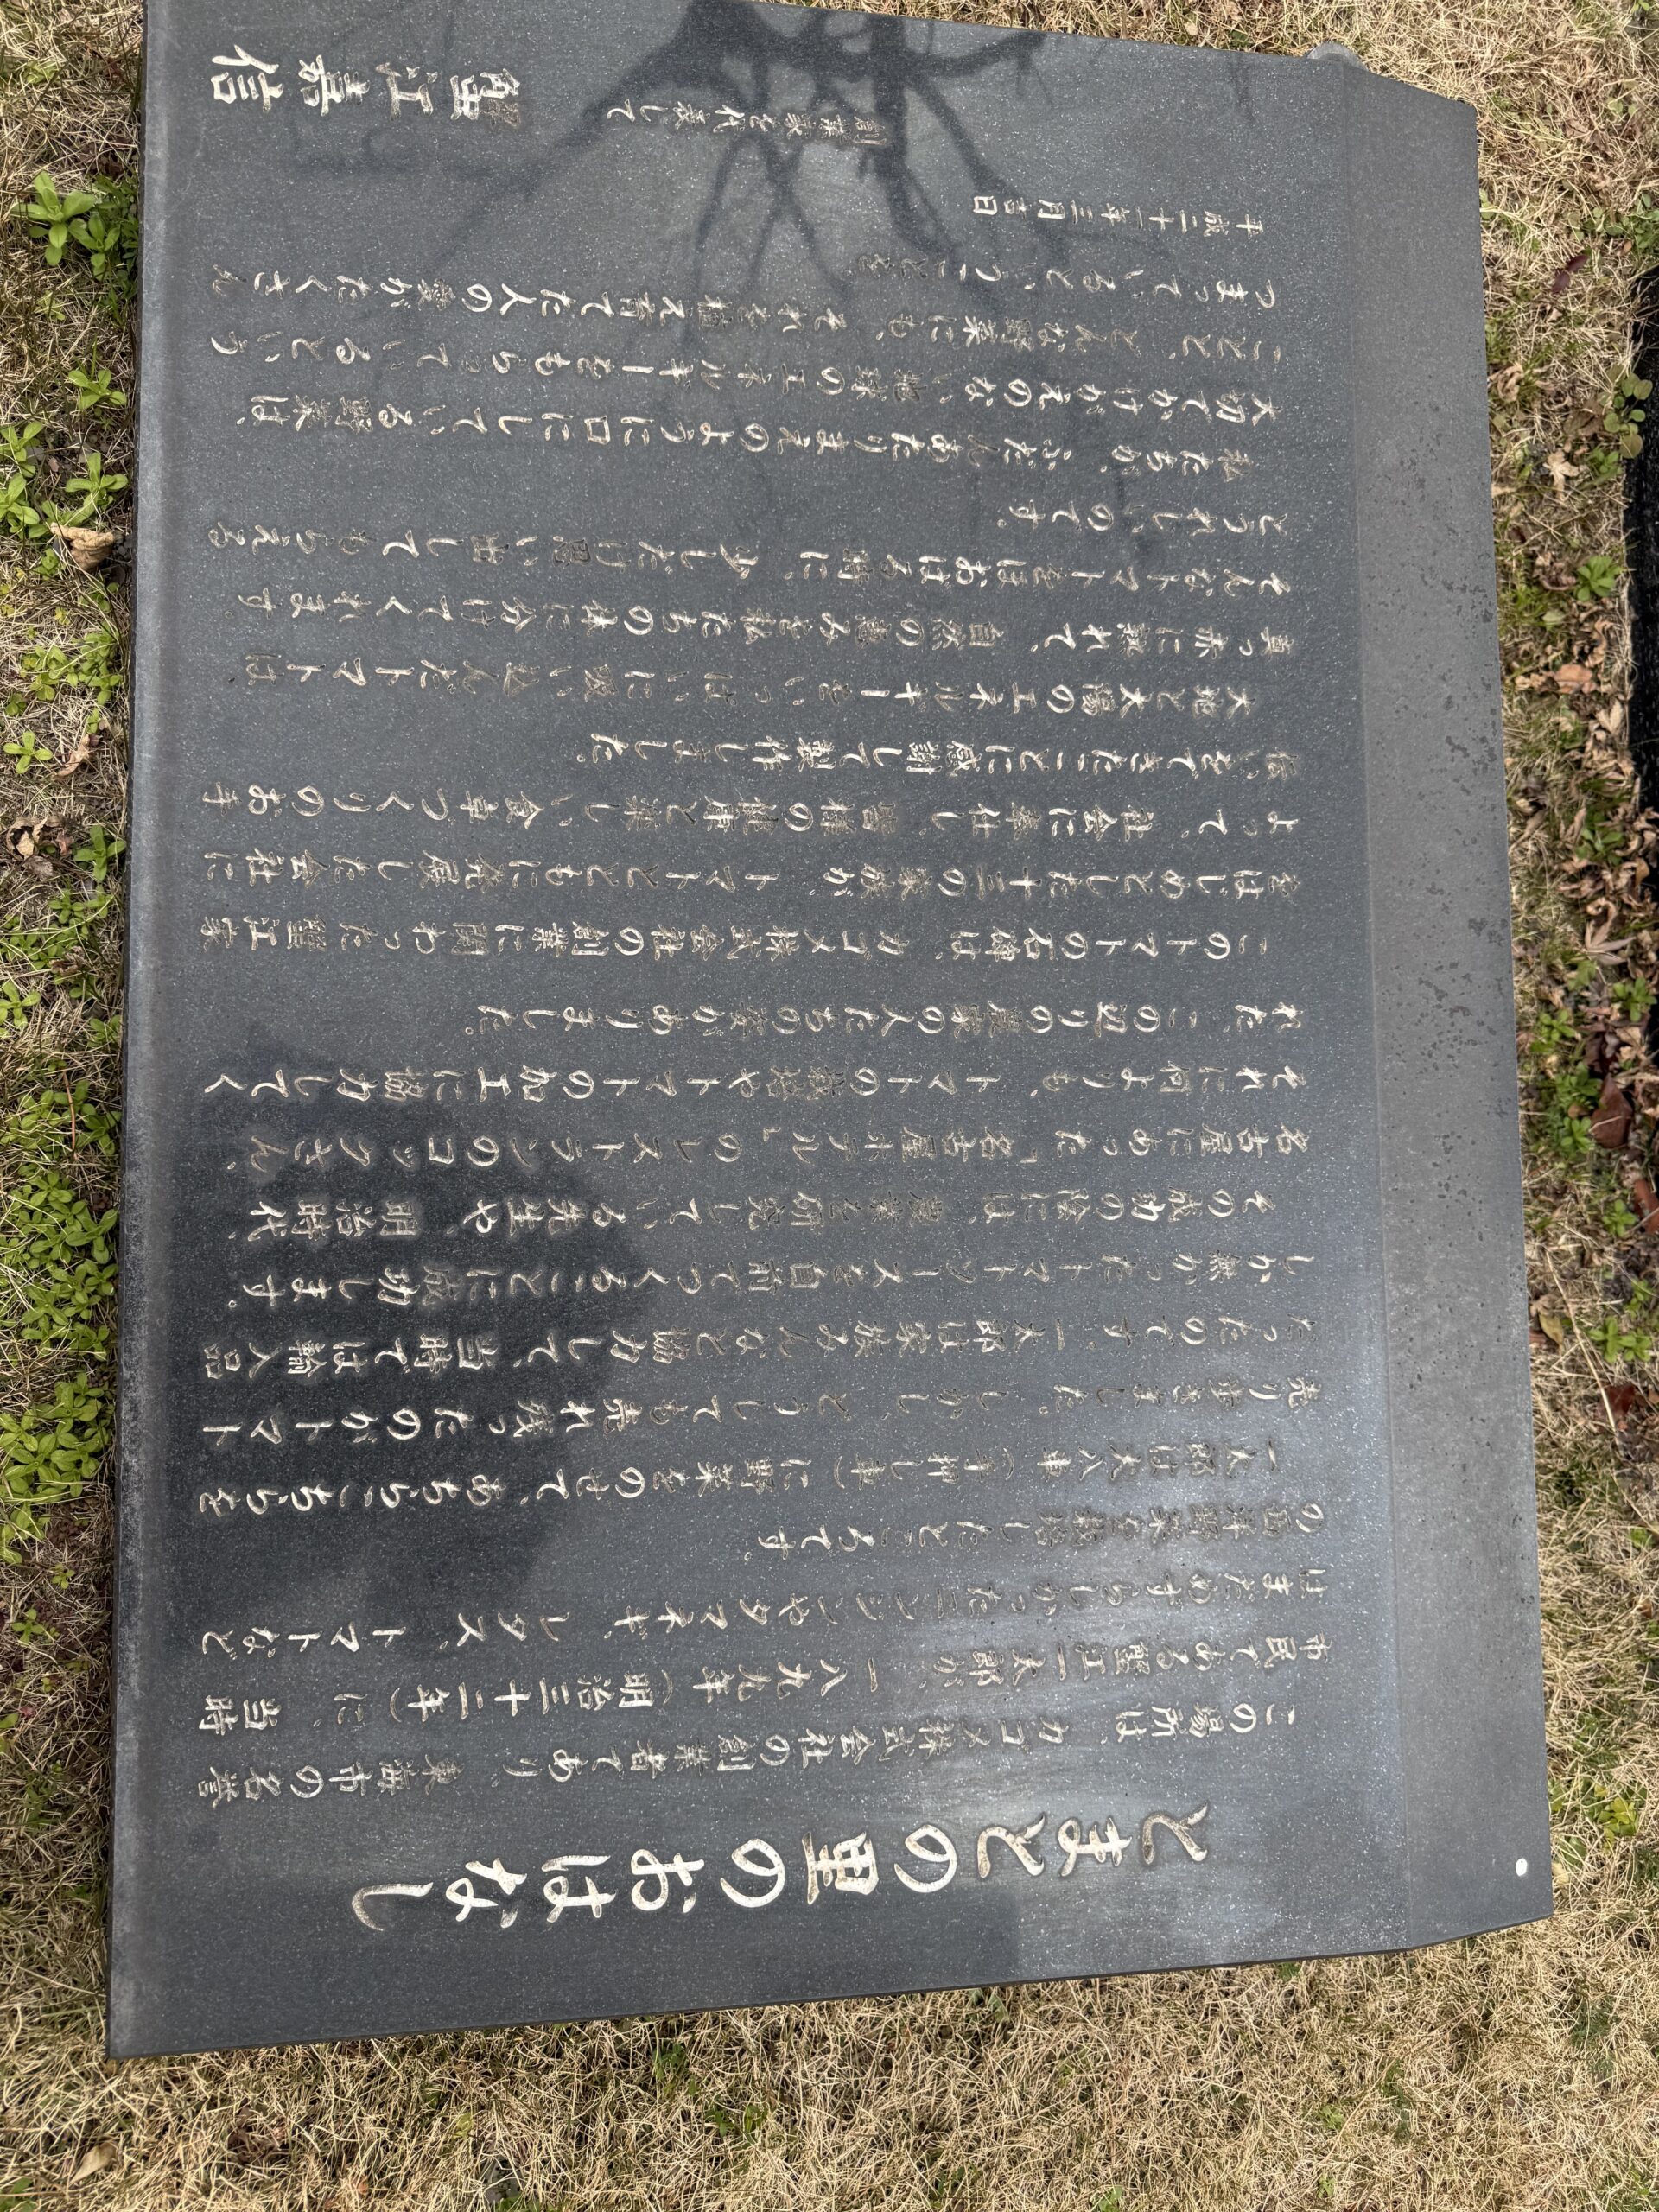 とまとの里のおはなし
この場所は、カゴメ株式会社の創業者であり、東海市の名誉
市民である蟹江一太郎が、一八九九年(明治三十二年)に、当時
はまだめずらしかったニンジンやタマネギ、レタス、トマトなど
の西洋野菜を栽培したところです。
一太郎は大八車(手押し車)に野菜をのせて、あちらこちらを
売り歩きました。しかし、どうしても売れ残ったのがトマト
だったのです。一太郎は家族みんなと協力して、当時では輸入品
しか無かったトマトソースを自前でつくることに成功します。
その成功の陰には、農業を研究している先生や、明治時代、
名古屋にあった「名古屋ホテル」のレストランのコックさん、
それに何よりも、トマトの栽培やトマトの加工に協力してく
れた、この辺りの農家の人たちの姿がありました。
このトマトの石碑は、カゴメ株式会社の創業に関わった蟹江家
をはじめとした十三の家族が、トマトとともに発展した会社に
よって、社会に奉仕し、皆様の健康と楽しい食卓づくりのお手
伝いをできたことに感謝して製作しました。
大地と太陽のエネルギーをいっぱいに吸い込んだトマトは、
真っ赤に熟れて、自然の恵みを私たちの体に分けてくれます。
そんなトマトをほおばる時に、少しだけ思い出してもらえる
とうれしいのです。
私たちが、ふだんあたりまえのように口にしている野菜は、
大切でかけがえのない地球のエネルギーをもらっているという
ことと、どんな野菜にも、それを植え育てた人の愛がたくさん
つまっている、ということを。
平成二十一年三月吉日
創業家を代表して
蟹江嘉信